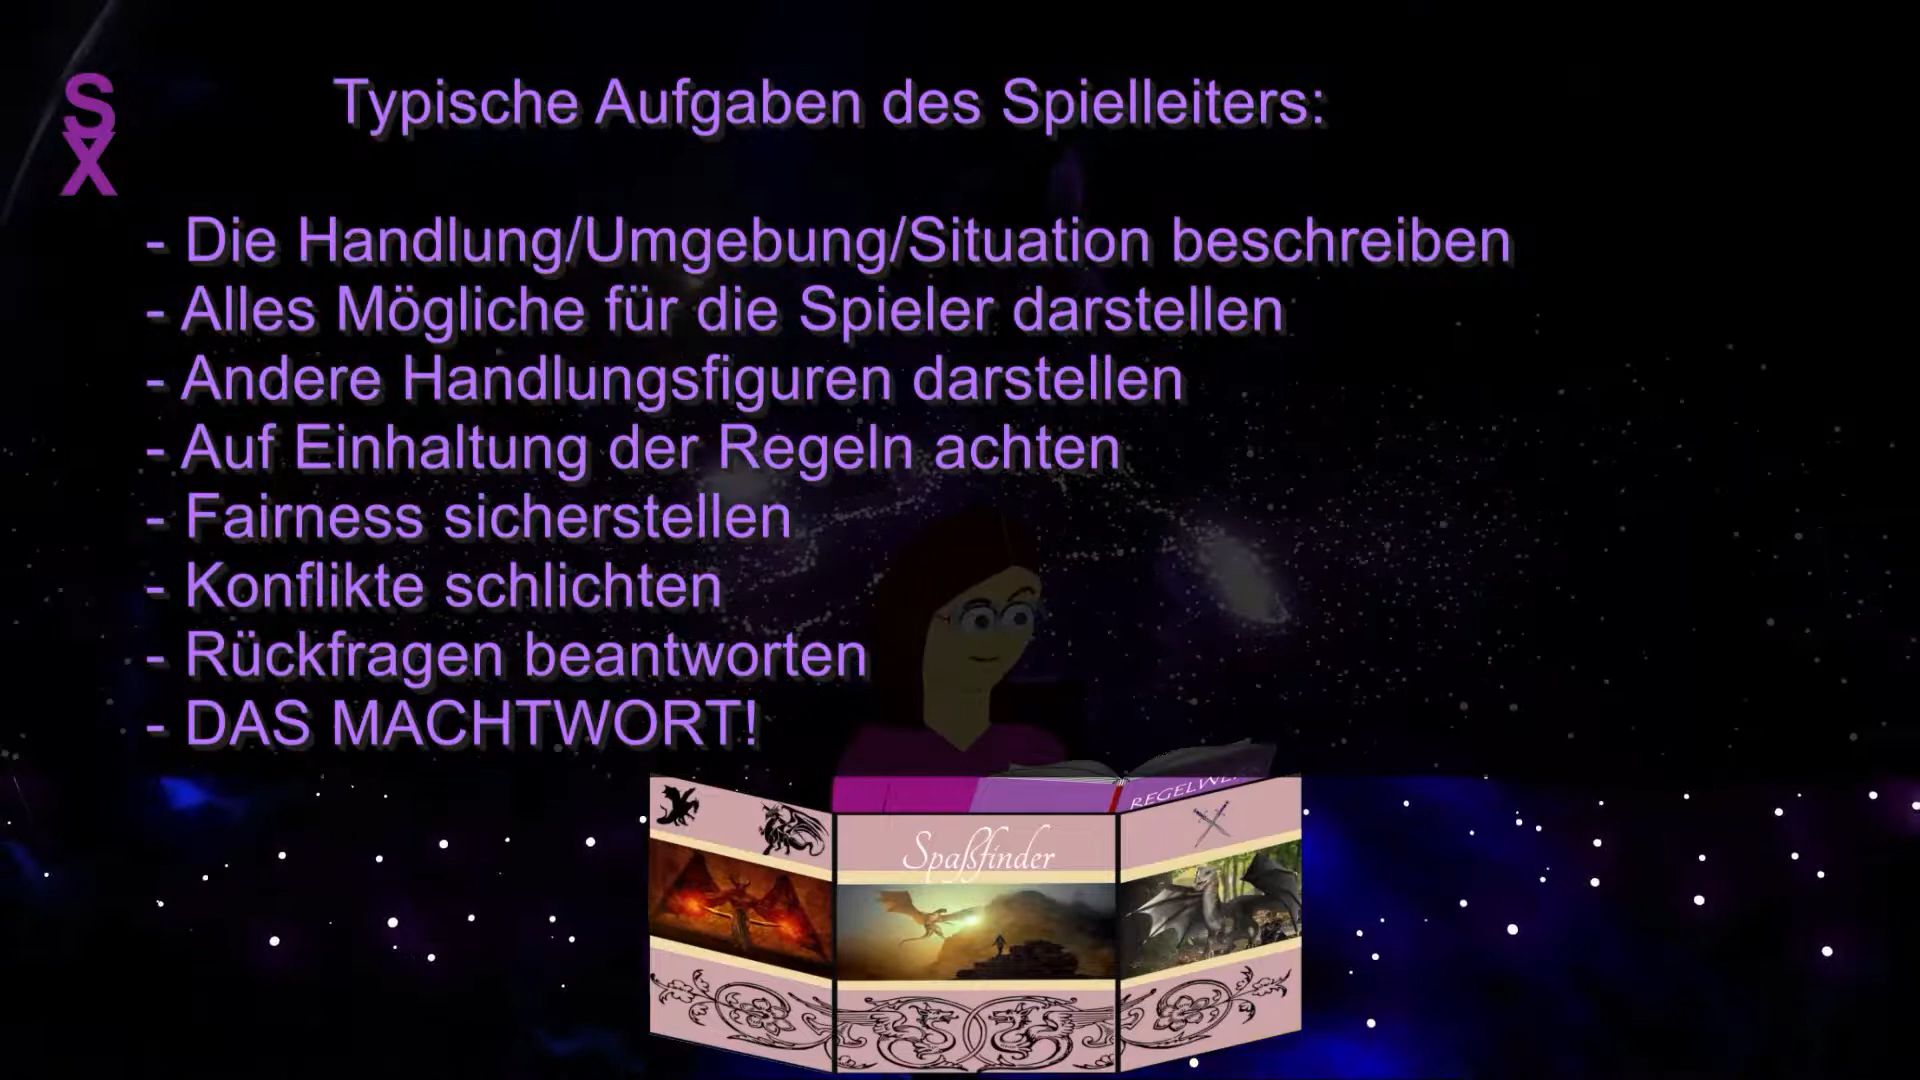 S
X
Typische Aufgaben des Spielleiters:
- Die Handlung/Umgebung/Situation beschreiben
- Alles Mögliche für die Spieler darstellen
- Andere Handlungsfiguren darstellen
- Auf Einhaltung der Regeln achten
- Fairness sicherstellen
- Konflikte schlichten
- Rückfragen beantworten
- DAS MACHTWORT!
Spaßfinder